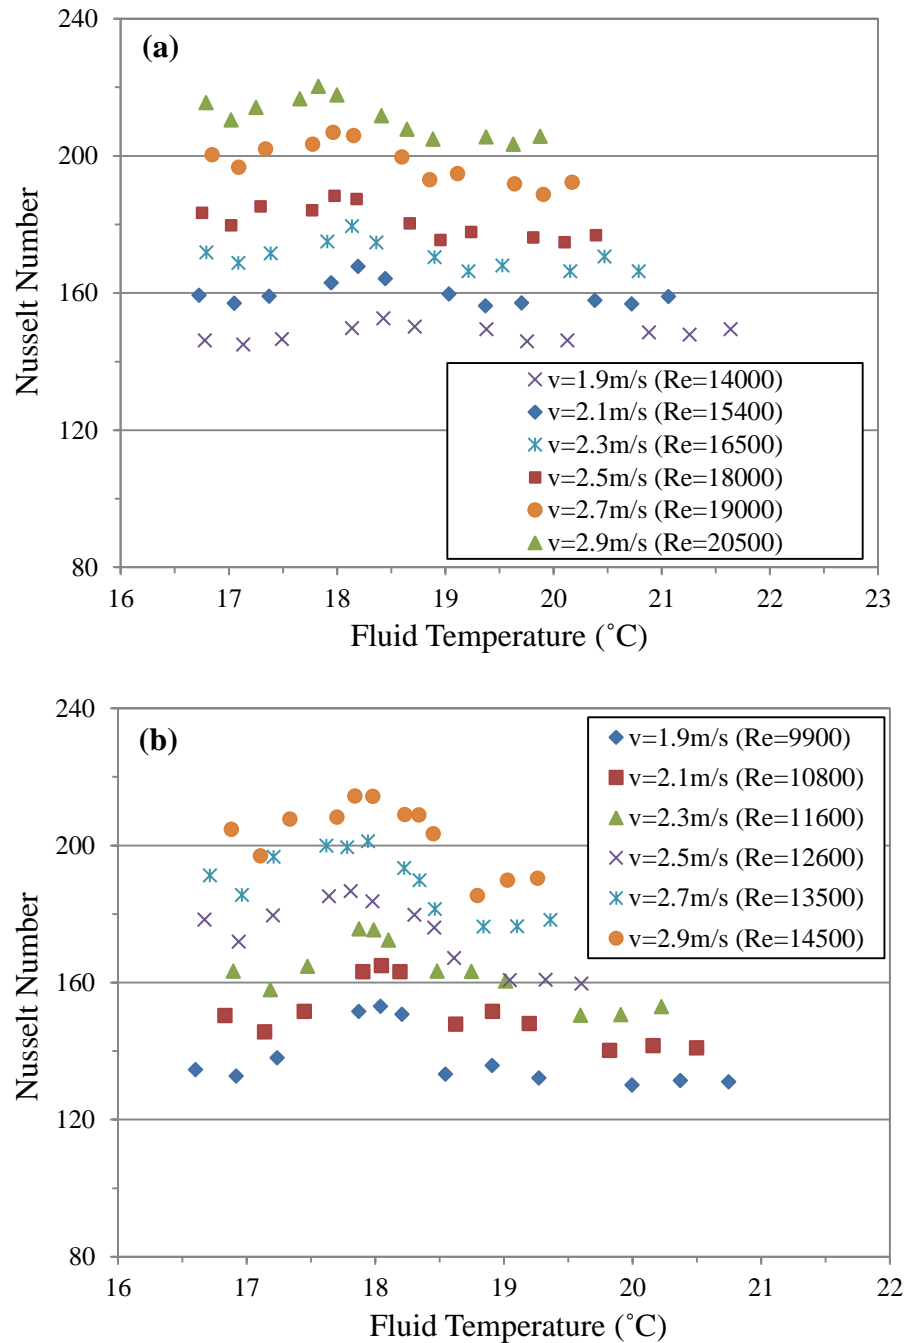 (a)
240
200
160
120
80
Nusselt Number
v=1.9m/s (Re=14000)
v=2.1m/s (Re=15400)
v=2.3m/s (Re=16500)
v=2.5m/s (Re=18000)
v=2.7m/s (Re=19000)
v=2.9m/s (Re=20500)
16 17 18 19 20 21 22 23
Fluid Temperature (˚C)
(b)
240
200
160
120
80
Nusselt Number
v=1.9m/s (Re=9900)
v=2.1m/s (Re=10800)
v=2.3m/s (Re=11600)
v=2.5m/s (Re=12600)
v=2.7m/s (Re=13500)
v=2.9m/s (Re=14500)
16 17 18 19 20 21 22
Fluid Temperature (˚C)